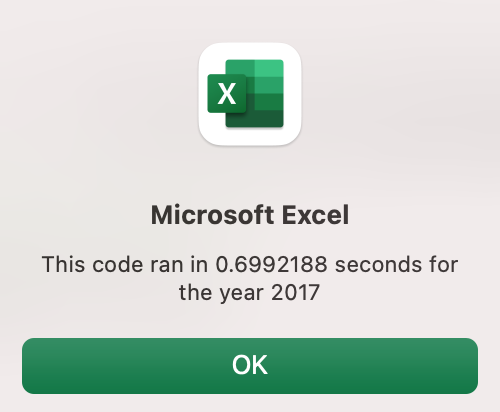 X
Microsoft Excel
This code ran in 0.6992188 seconds for
the year 2017
OK